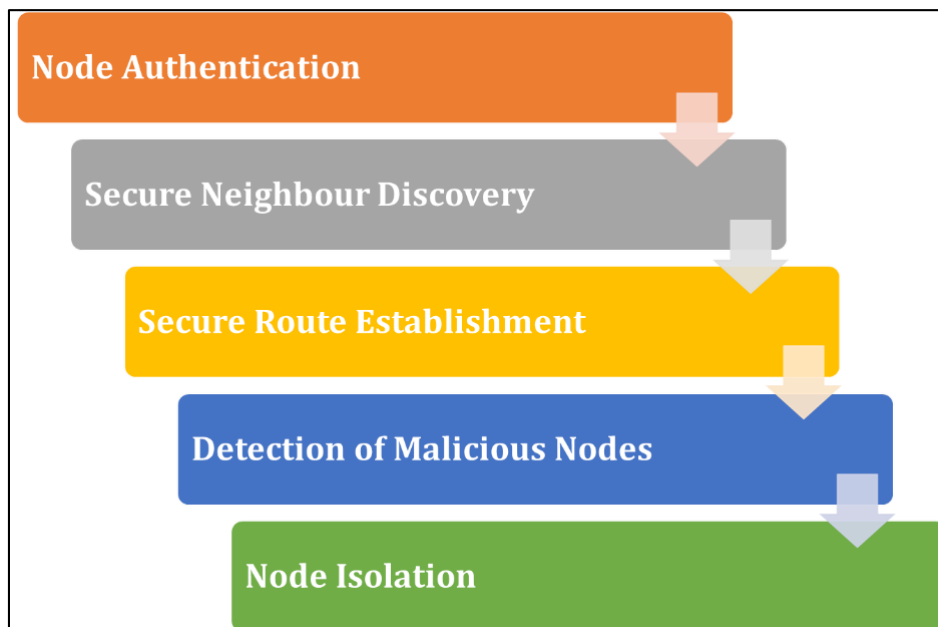 Node Authentication
Secure Neighbour Discovery
Secure Route Establishment
Detection of Malicious Nodes
Node Isolation